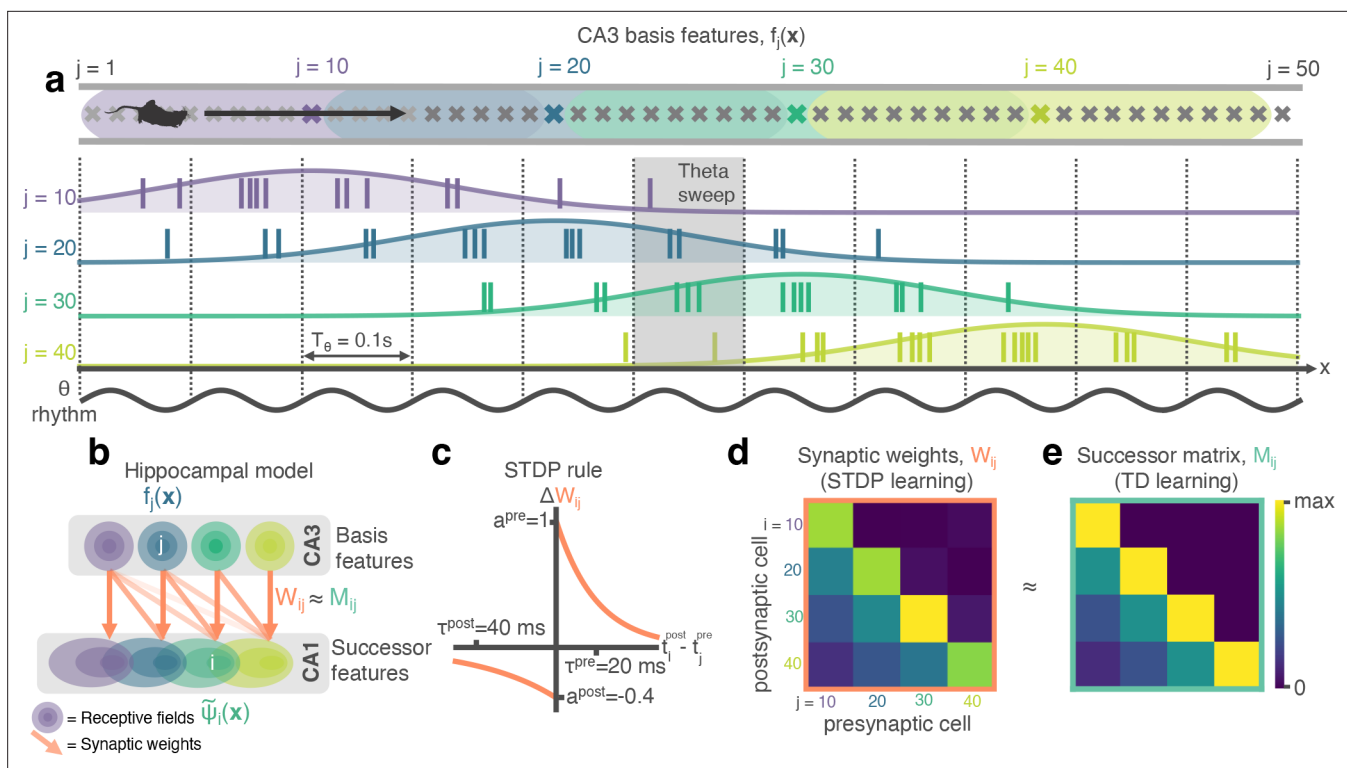 CA3 basis features, fⱼ(x)
a
j = 1
j = 10
j = 20
j = 30
j = 40
j = 50
Theta
sweep
j = 10
j = 20
j = 30
j = 40
T_θ = 0.1s
x
θ
rhythm
b
Hippocampal model
fⱼ(x)
j
CA3
Basis
features
Wᵢⱼ ≈ Mᵢⱼ
i
CA1
Successor
features
= Receptive fields
ψ̃ᵢ(x)
= Synaptic weights
c
STDP rule
ΔWᵢⱼ
aᵖʳᵉ=1
τᵖᵒˢᵗ=40 ms
tᵢᵖᵒˢᵗ - tⱼᵖʳᵉ
τᵖʳᵉ=20 ms
aᵖᵒˢᵗ=-0.4
d
Synaptic weights, Wᵢⱼ
(STDP learning)
postsynaptic cell
i = 10
20
30
40
j = 10
20
30
40
presynaptic cell
≈
e
Successor matrix, Mᵢⱼ
(TD learning)
max
0